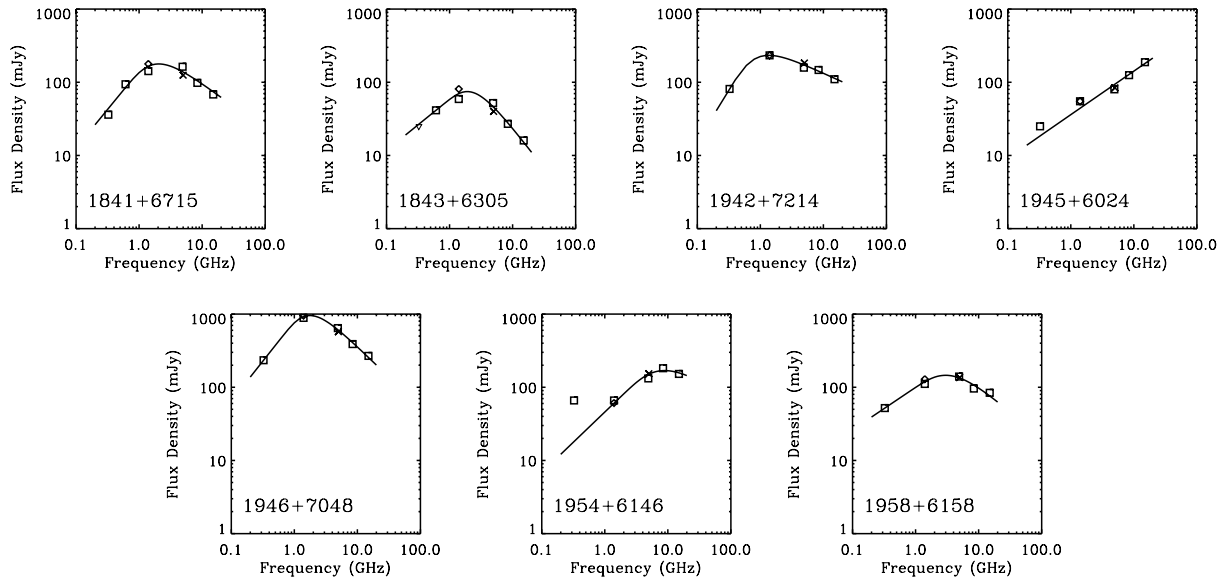 1000
100
10
1
Flux Density (mJy)
1841+6715
0.1 1.0 10.0 100.0
Frequency (GHz)
1000
100
10
1
Flux Density (mJy)
1843+6305
0.1 1.0 10.0 100.0
Frequency (GHz)
1000
100
10
1
Flux Density (mJy)
1942+7214
0.1 1.0 10.0 100.0
Frequency (GHz)
1000
100
10
1
Flux Density (mJy)
1945+6024
0.1 1.0 10.0 100.0
Frequency (GHz)
1000
100
10
1
Flux Density (mJy)
1946+7048
0.1 1.0 10.0 100.0
Frequency (GHz)
1000
100
10
1
Flux Density (mJy)
1954+6146
0.1 1.0 10.0 100.0
Frequency (GHz)
1000
100
10
1
Flux Density (mJy)
1958+6158
0.1 1.0 10.0 100.0
Frequency (GHz)